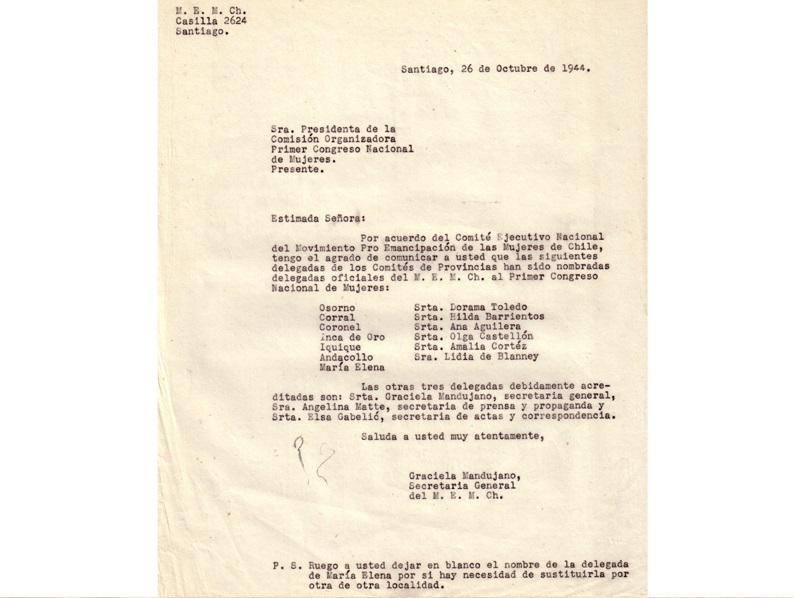 M. E. M. Ch.
Casilla 2624
Santiago.
Santiago, 26 de Octubre de 1944.
Sra. Presidenta de la
Comisión Organizadora
Primer Congreso Nacional
de Mujeres.
Presente.
Estimada Señora:
Por acuerdo del Comité Ejecutivo Nacional
del Movimiento Pro Emancipación de las Mujeres de Chile,
tengo el agrado de comunicar a usted que las siguientes
delegadas de los Comités de Provincias han sido nombradas
delegadas oficiales del M. E. M. Ch. al Primer Congreso
Nacional de Mujeres:
Osorno Srta. Dorama Toledo
Corral Srta. Hilda Barrientos
Coronel Srta. Ana Aguilera
Inca de Oro Srta. Olga Castellón
Iquique Srta. Amalia Cortéz
Andacollo Sra. Lidia de Blanney
María Elena
Las otras tres delegadas debidamente acre-
ditadas son: Srta. Graciela Mandujano, secretaria general,
Sra. Angelina Matte, secretaria de prensa y propaganda y
Srta. Elsa Gabelić, secretaria de actas y correspondencia.
Saluda a usted muy atentamente,
Graciela Mandujano,
Secretaria General
del M. E. M. Ch.
P. S. Ruego a usted dejar en blanco el nombre de la delegada
de María Elena por si hay necesidad de sustituirla por
otra de otra localidad.